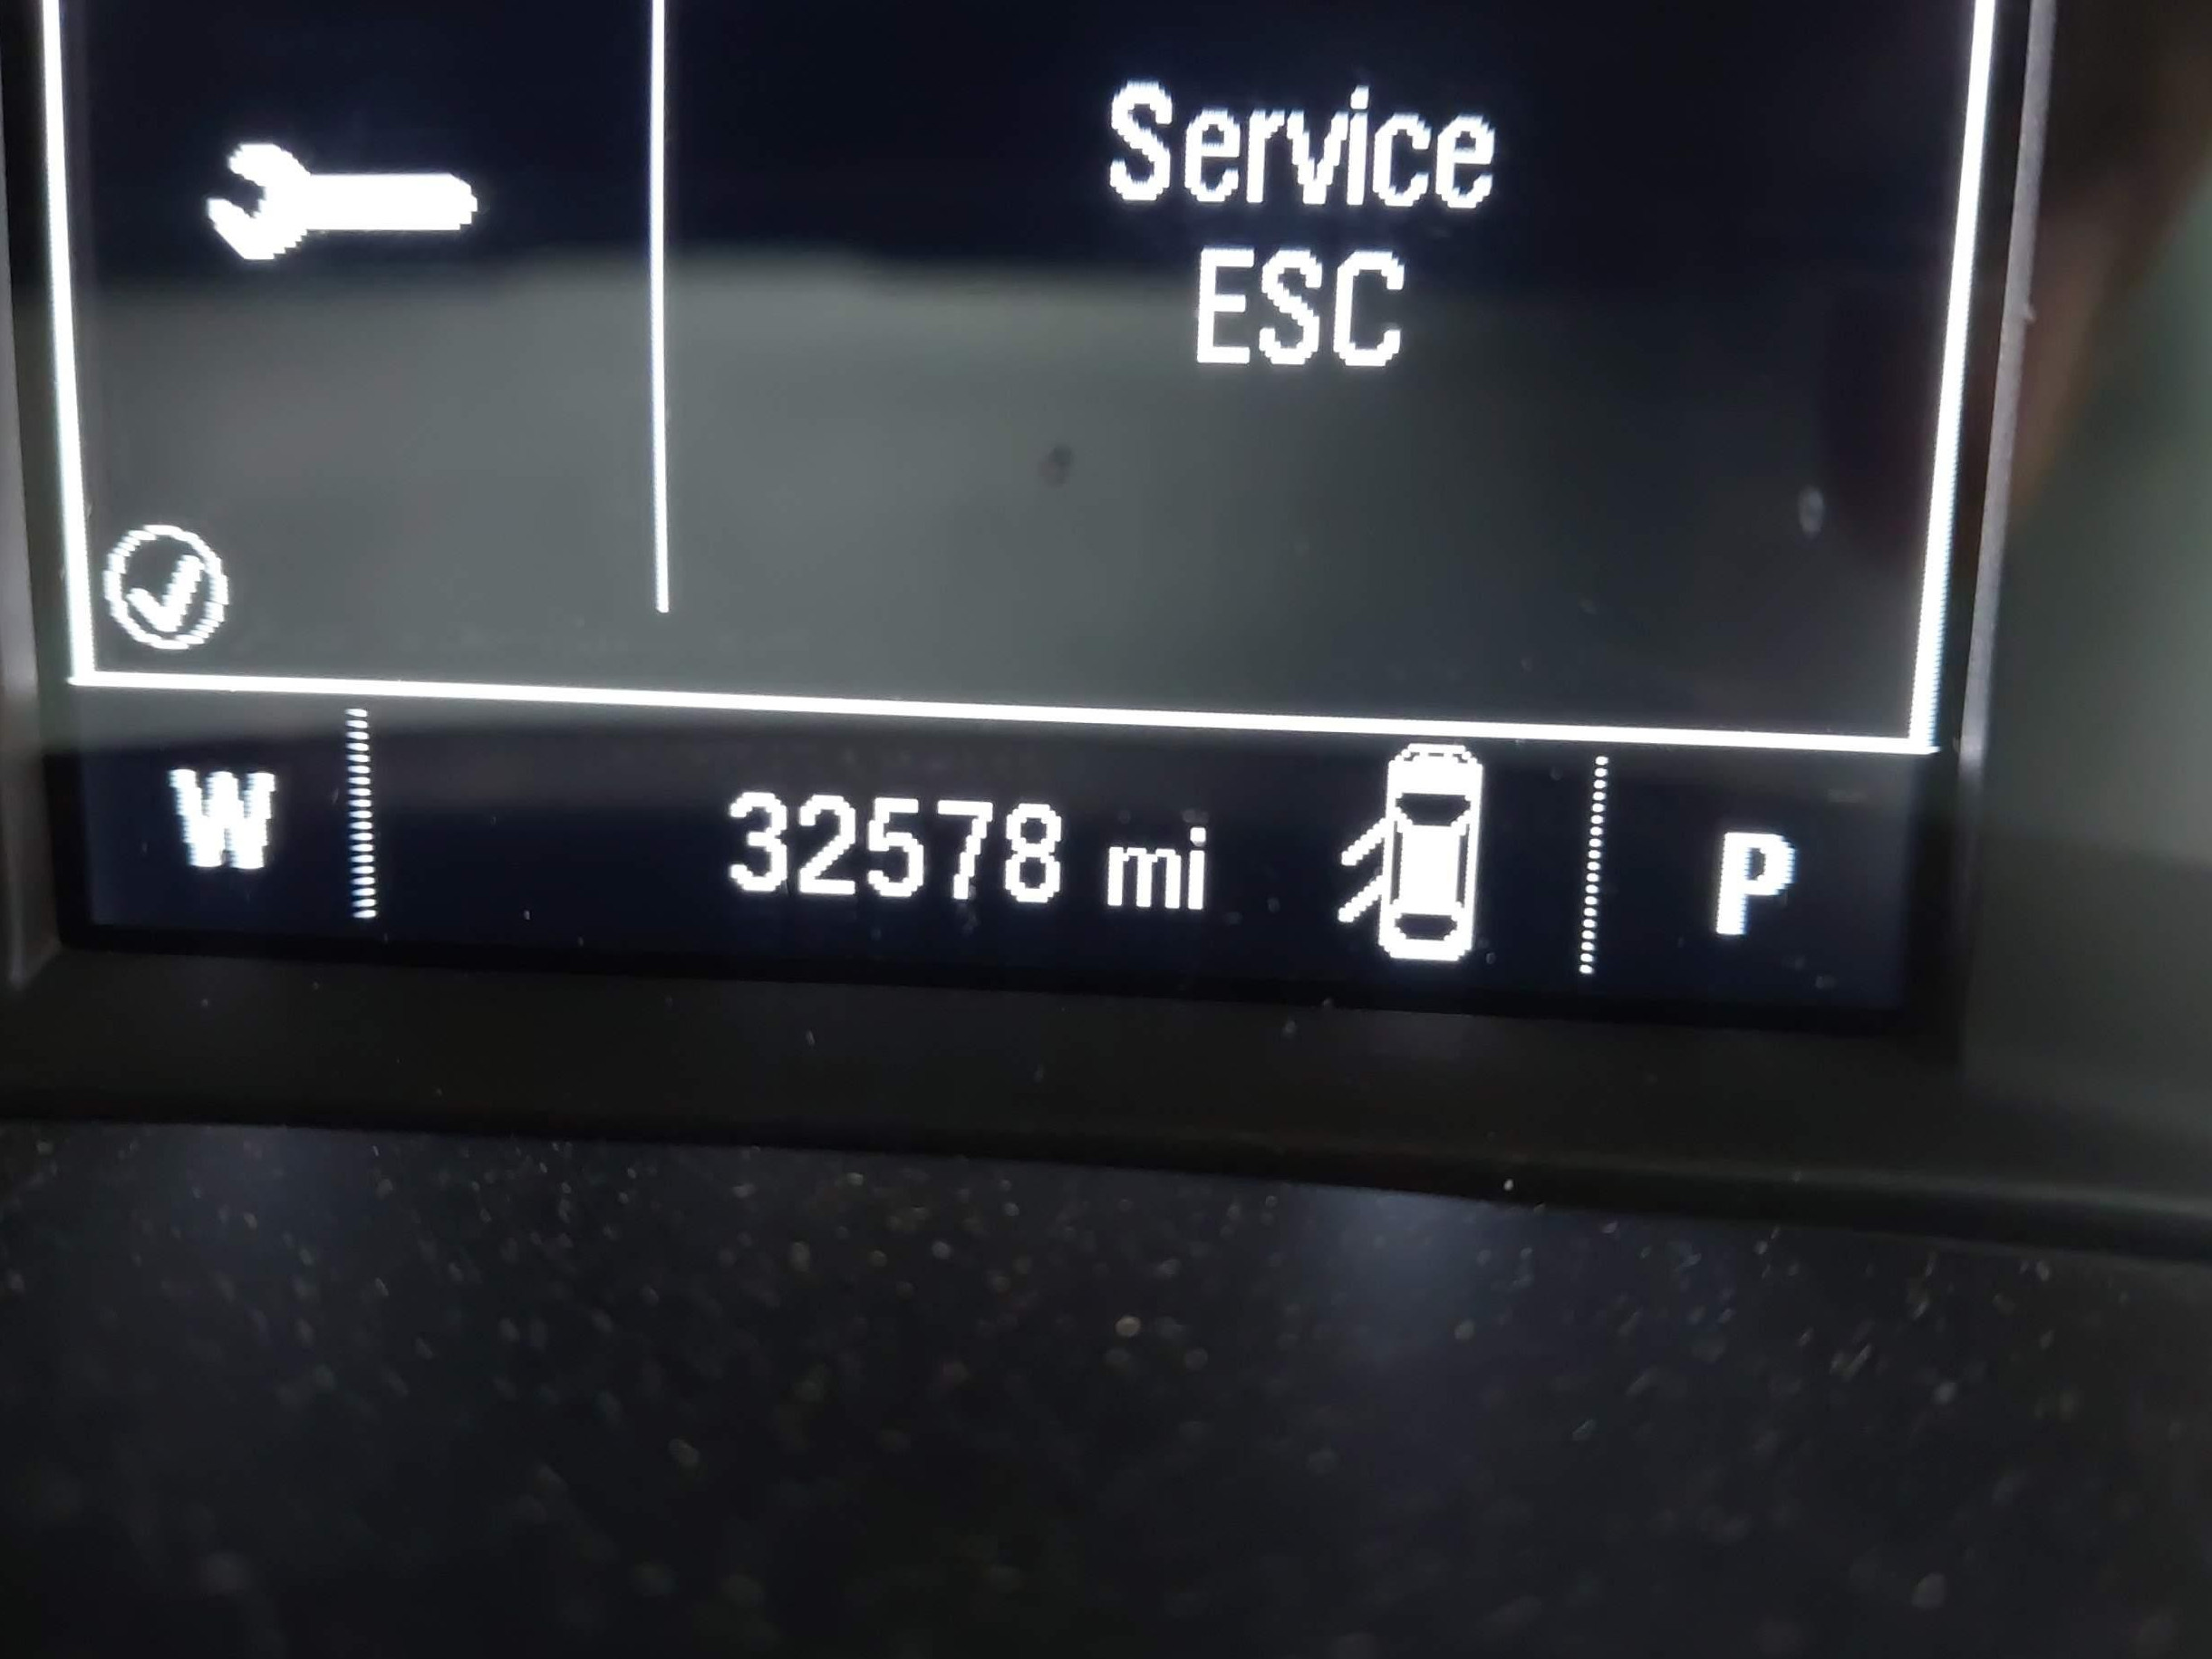 Service
ESC
W 32578 mi P